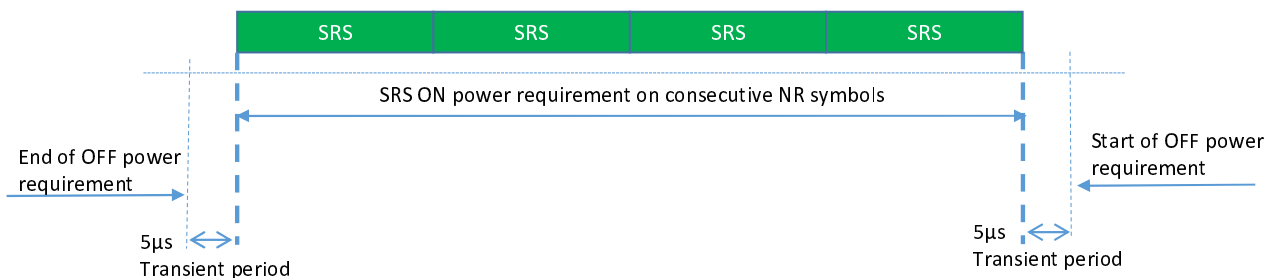 SRS SRS SRS SRS
SRS ON power requirement on consecutive NR symbols
End of OFF power
requirement
Start of OFF power
requirement
5µs
Transient period
5µs
Transient period